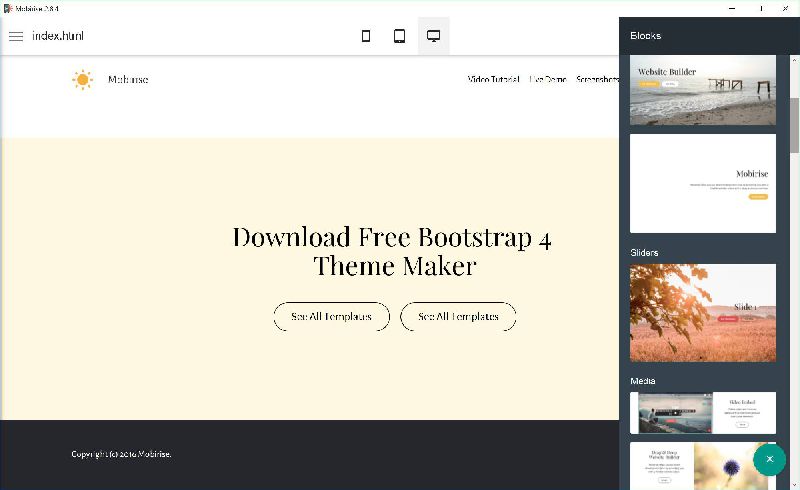 Mobirise 2.8.4
index.html
Blocks
Mobirise
Video Tutorial Live Demo Screenshots
Download Free Bootstrap 4
Theme Maker
See All Templates See All Templates
Copyright (c) 2016 Mobirise.
Website Builder
Mobirise
Sliders
Slide 1
Media
Video Embed
Drag & Drop
Website Builder